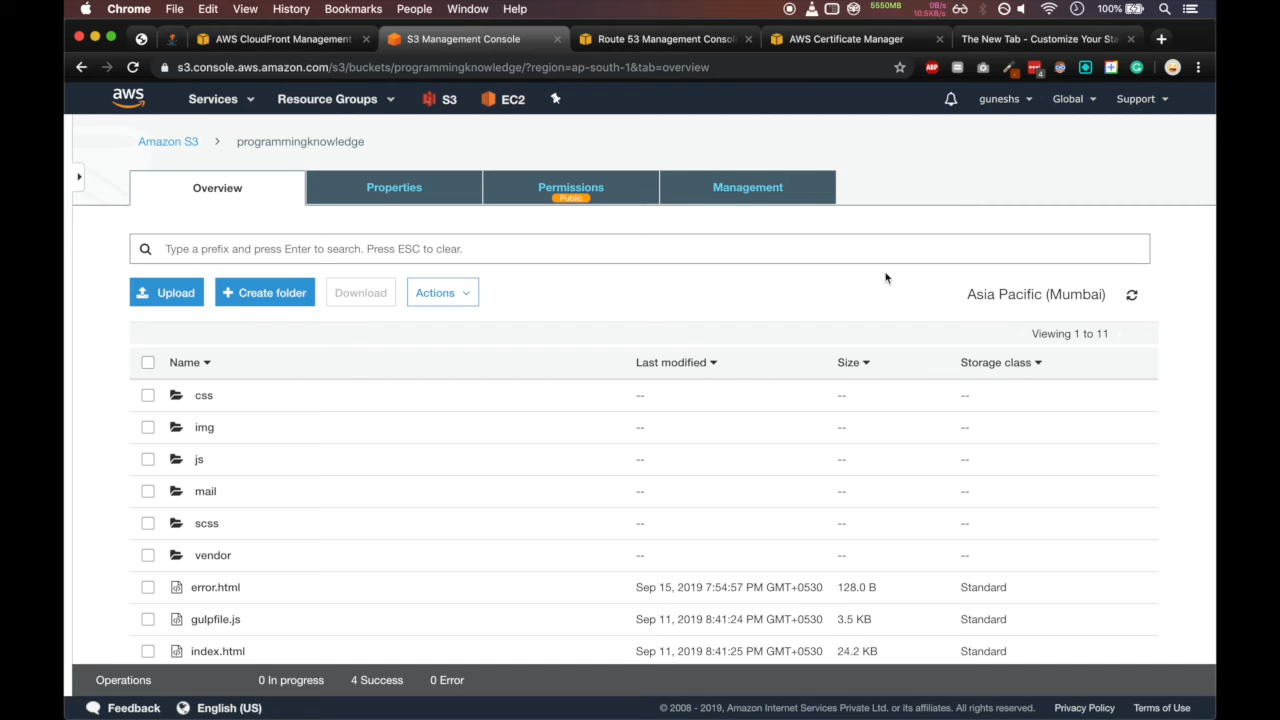 Chrome File Edit View History Bookmarks People Window Help 5550MB 0B/s 10.5KB/s 100%
AWS CloudFront Management S3 Management Console Route 53 Management Consol AWS Certificate Manager The New Tab - Customize Your Sta
s3.console.aws.amazon.com/s3/buckets/programmingknowledge/?region=ap-south-1&tab=overview ABP 4
aws Services Resource Groups S3 EC2 guneshs Global Support
Amazon S3 > programmingknowledge
Overview Properties Permissions Management
Public
Type a prefix and press Enter to search. Press ESC to clear.
Upload + Create folder Download Actions Asia Pacific (Mumbai)
Viewing 1 to 11
Name Last modified Size Storage class
css -- -- --
img -- -- --
js -- -- --
mail -- -- --
scss -- -- --
vendor -- -- --
error.html Sep 15, 2019 7:54:57 PM GMT+0530 128.0 B Standard
gulpfile.js Sep 11, 2019 8:41:24 PM GMT+0530 3.5 KB Standard
index.html Sep 11, 2019 8:41:25 PM GMT+0530 24.2 KB Standard
Operations 0 In progress 4 Success 0 Error
Feedback English (US) © 2008 - 2019, Amazon Internet Services Private Ltd. or its affiliates. All rights reserved. Privacy Policy Terms of Use